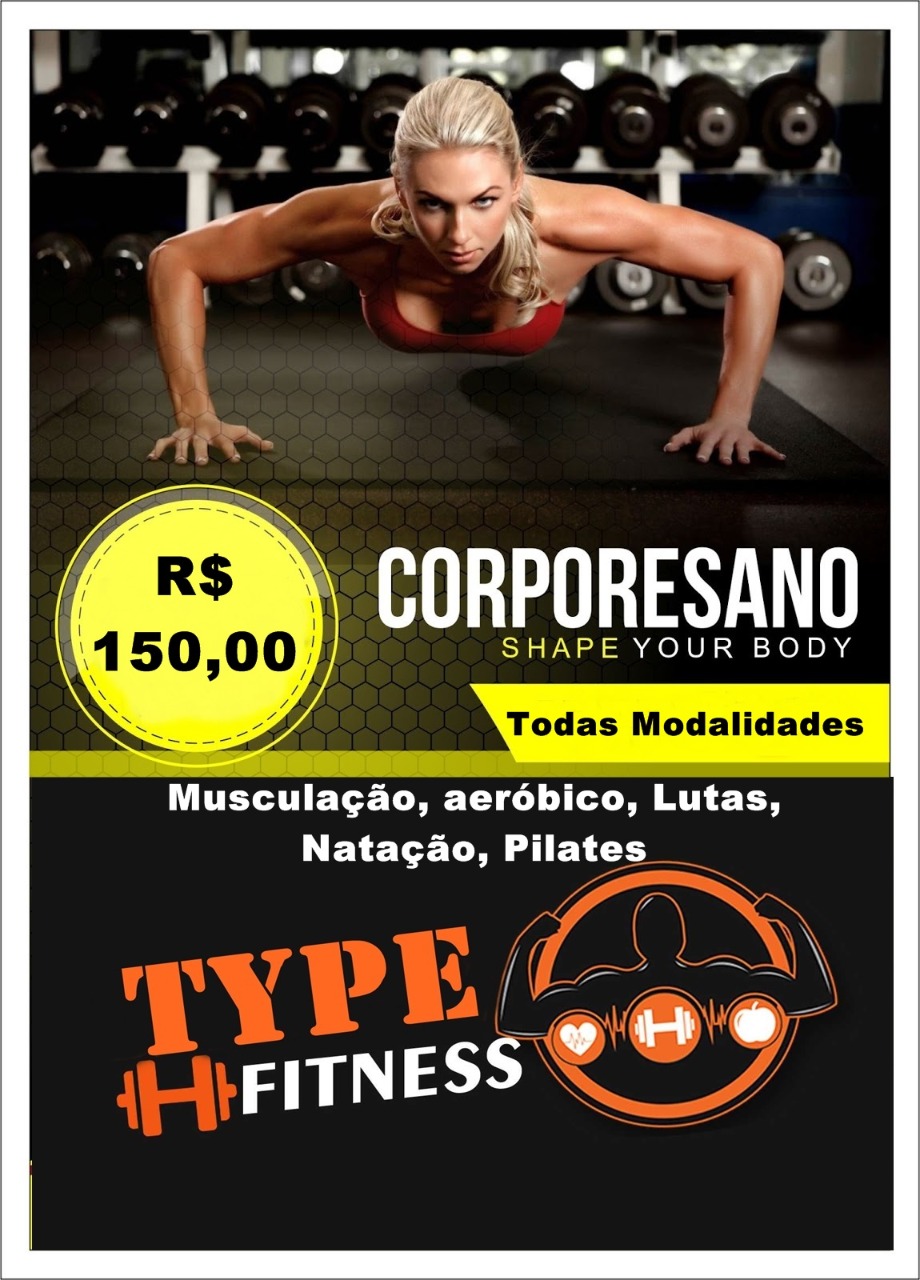 R$
150,00
CORPORESANO
SHAPE YOUR BODY
Todas Modalidades
Musculação, aeróbico, Lutas,
Natação, Pilates
TYPE
FITNESS